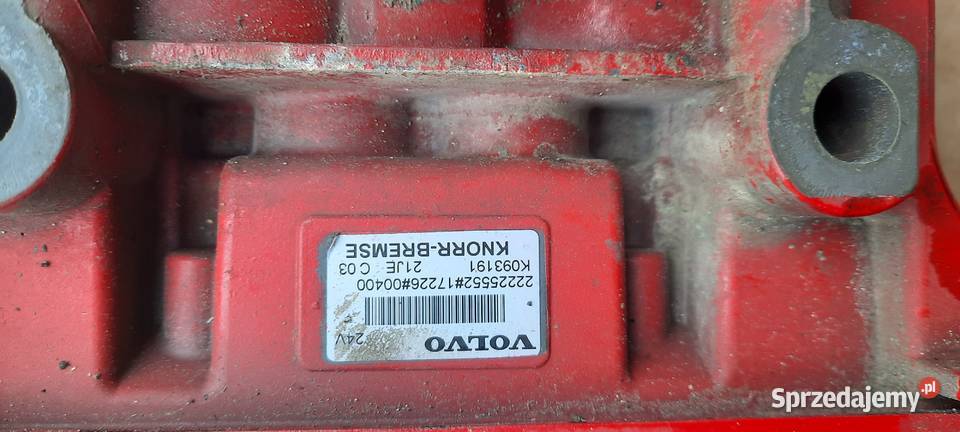 VOLVO
24V
22225552#17226#00400
K093191
21JE C 03
KNORR-BREMSE
Sprzedajemy.pl